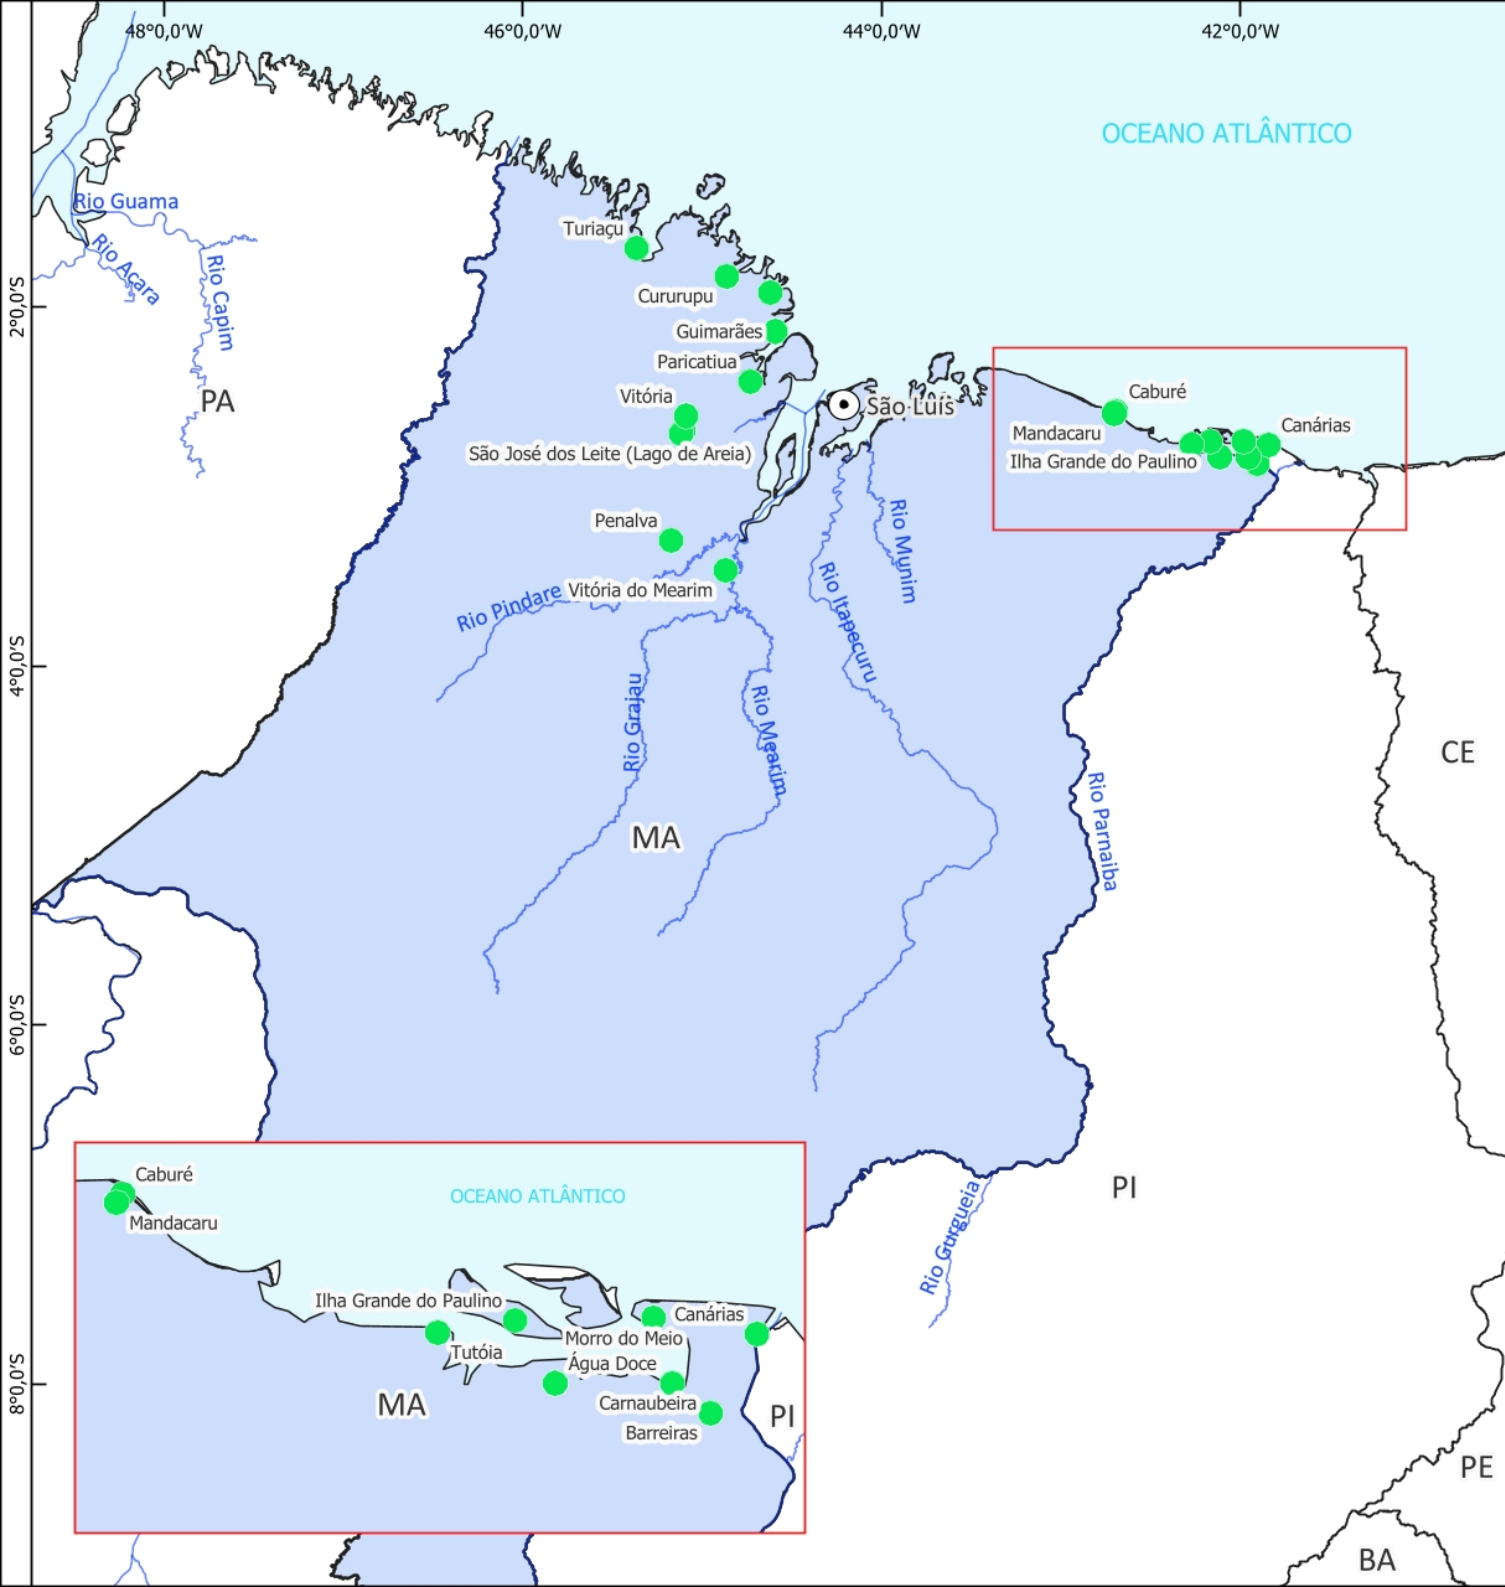 48°0,0'W
46°0,0'W
44°0,0'W
42°0,0'W
OCEANO ATLÂNTICO
Rio Guama
Turiaçu
Rio Acara
Rio Capim
Cururupu
2°0,0'S
Guimarães
Paricatiua
PA
Vitória
São Luís
Caburé
Mandacaru
Canárias
São José dos Leite (Lago de Areia)
Ilha Grande do Paulino
Penalva
Rio Munim
Vitória do Mearim
Rio Pindare
Rio Itapecuru
4°0,0'S
Rio Grajau
Rio Mearim
CE
Rio Parnaiba
MA
6°0,0'S
Caburé
OCEANO ATLÂNTICO
PI
Mandacaru
Rio Gurgueia
Ilha Grande do Paulino
Canárias
Morro do Meio
Tutóia
Água Doce
8°0,0'S
MA
Carnaubeira
PI
Barreiras
PE
BA